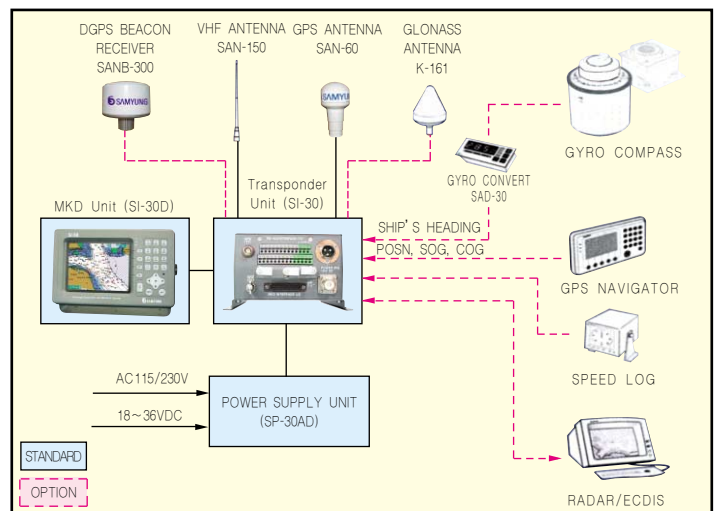 DGPS BEACON
RECEIVER
SANB-300
VHF ANTENNA
SAN-150
GPS ANTENNA
SAN-60
GLONASS
ANTENNA
K-161
SAMYUNG
SAMYUN
GYRO COMPASS
GYRO CONVERT
SAD-30
Transponder
Unit (SI-30)
MKD Unit (SI-30D)
SHIP'S HEADING
POSN, SOG, COG
GPS NAVIGATOR
SPEED LOG
AC115/230V
18~36VDC
POWER SUPPLY UNIT
(SP-30AD)
STANDARD
OPTION
RADAR/ECDIS